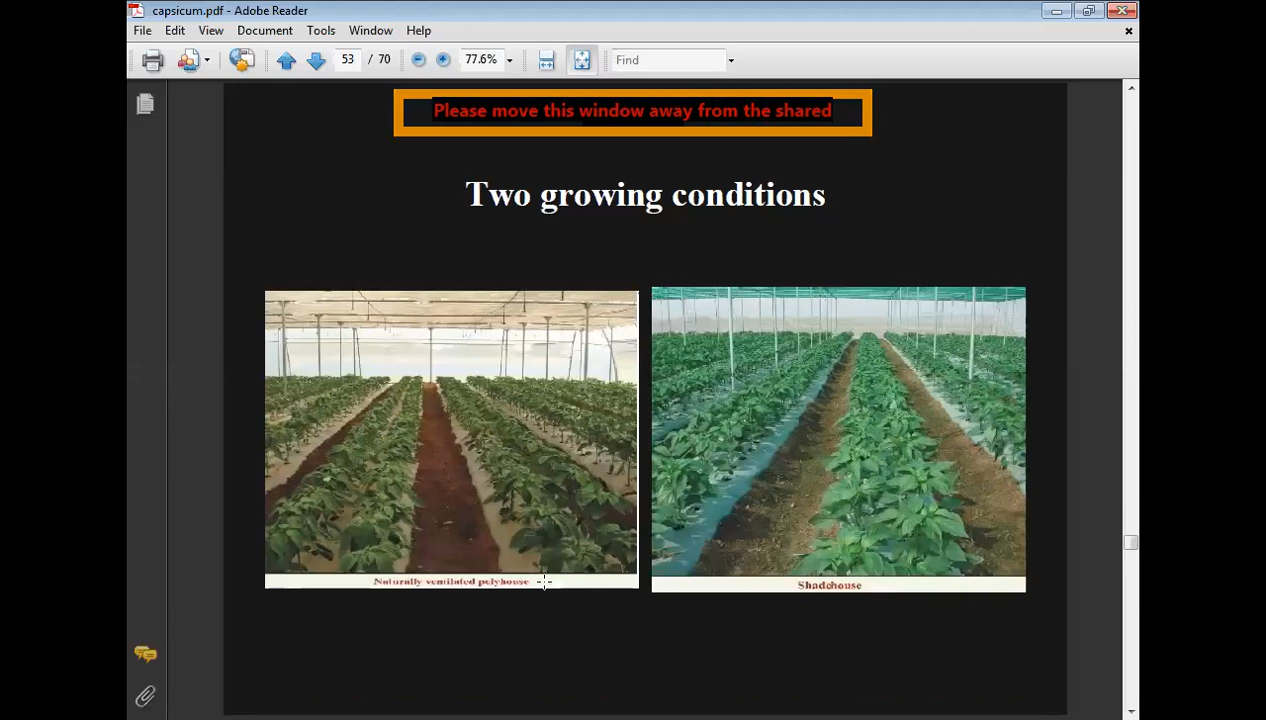 capsicum.pdf - Adobe Reader
File Edit View Document Tools Window Help
53 / 70 77.6% Find
Please move this window away from the shared
Two growing conditions
Naturally ventilated polyhouse
Shadehouse